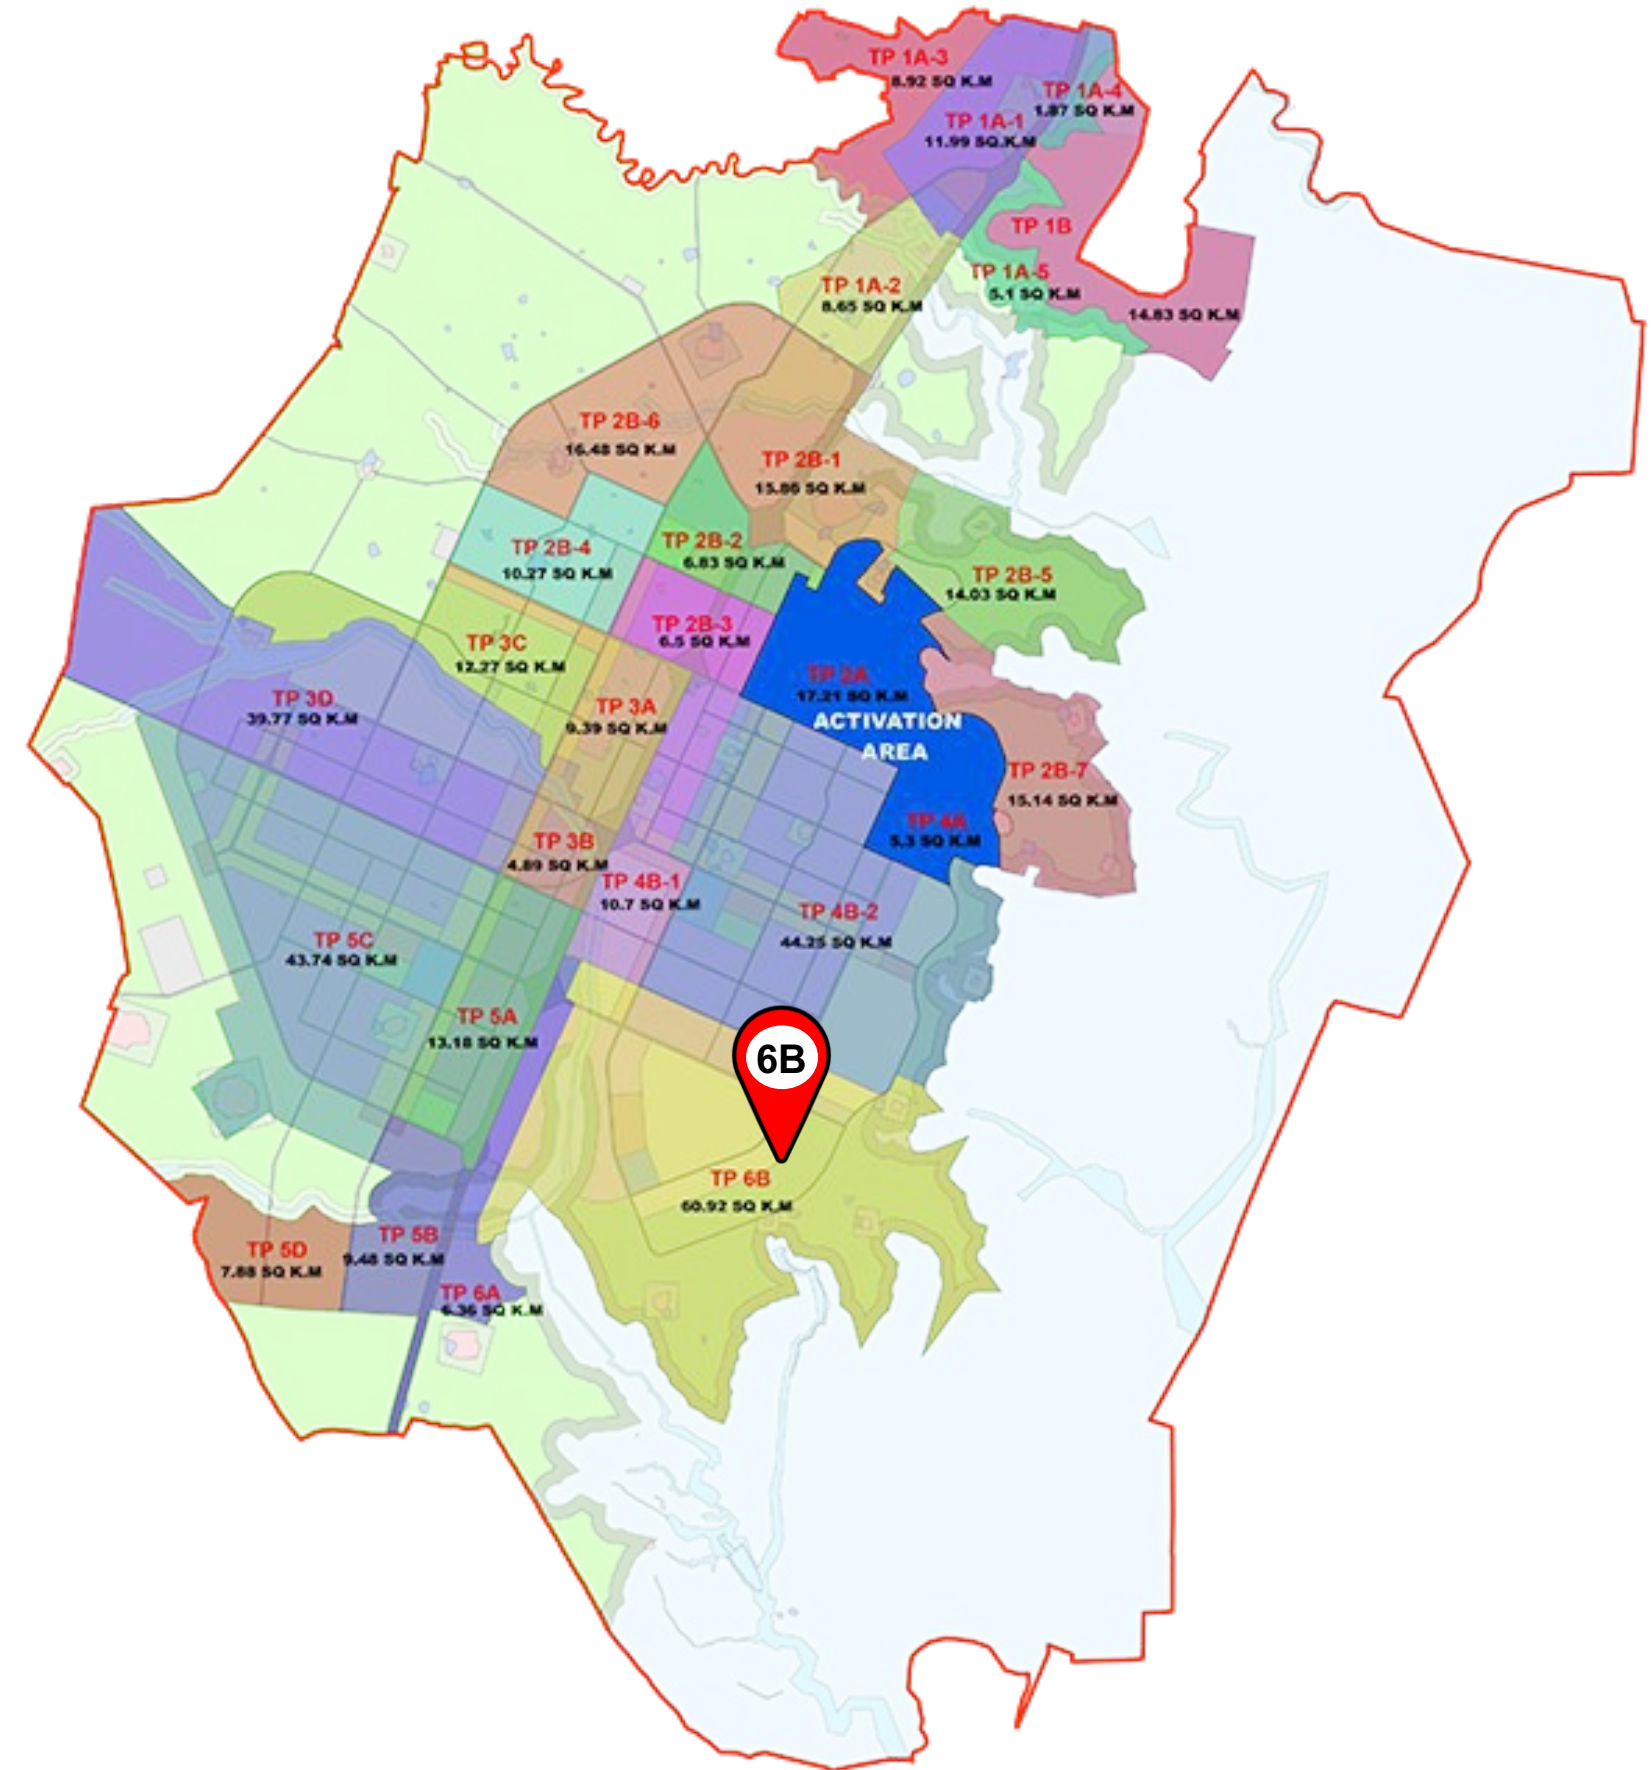 TP 1A-3
8.92 SQ K.M
TP 1A-4
1.87 SQ K.M
TP 1A-1
11.99 SQ.K.M
TP 1B
14.83 SQ K.M
TP 1A-5
5.1 SQ K.M
TP 1A-2
8.65 SQ K.M
TP 2B-6
16.48 SQ K.M
TP 2B-1
15.86 SQ K.M
TP 2B-4
10.27 SQ K.M
TP 2B-2
6.83 SQ K.M
TP 2B-5
14.03 SQ K.M
TP 2B-3
6.5 SQ K.M
TP 3C
12.27 SQ K.M
TP 2A
17.21 SQ K.M
ACTIVATION
AREA
TP 3D
39.77 SQ K.M
TP 3A
9.39 SQ K.M
TP 2B-7
15.14 SQ K.M
TP 4A
5.3 SQ K.M
TP 3B
4.89 SQ K.M
TP 4B-1
10.7 SQ K.M
TP 4B-2
44.25 SQ K.M
TP 5C
43.74 SQ K.M
TP 5A
13.18 SQ K.M
6B
TP 6B
60.92 SQ K.M
TP 5B
9.48 SQ K.M
TP 5D
7.88 SQ K.M
TP 6A
6.36 SQ K.M